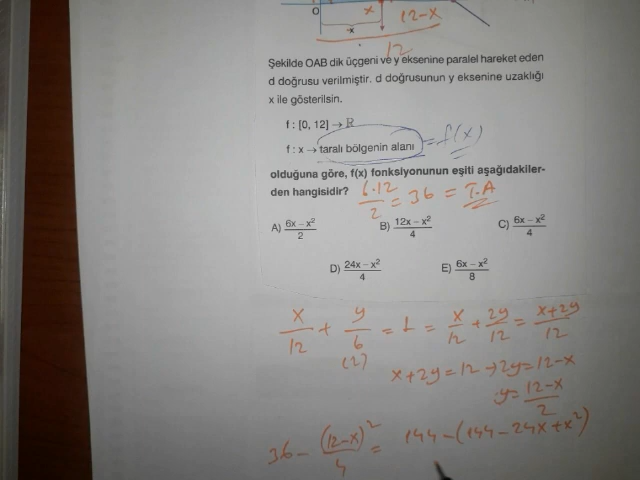 O x 12-x
x
12
Şekilde OAB dik üçgeni ve y eksenine paralel hareket eden
d doğrusu verilmiştir. d doğrusunun y eksenine uzaklığı
x ile gösterilsin.
f : [0, 12] → R
f : x → taralı bölgenin alanı = f(x)
olduğuna göre, f(x) fonksiyonunun eşiti aşağıdakiler-
den hangisidir? 6.12/2 = 36 = T.A
A) 6x – x²/2 B) 12x – x²/4 C) 6x – x²/4
D) 24x – x²/4 E) 6x – x²/8
x/12 + y/6 = 1 = x/12 + 2y/12 = x+2y/12
(2)
x+2y=12 → 2y=12-x
y=12-x/2
36 - (12-x)²/4 = 144-(144-24x+x²)